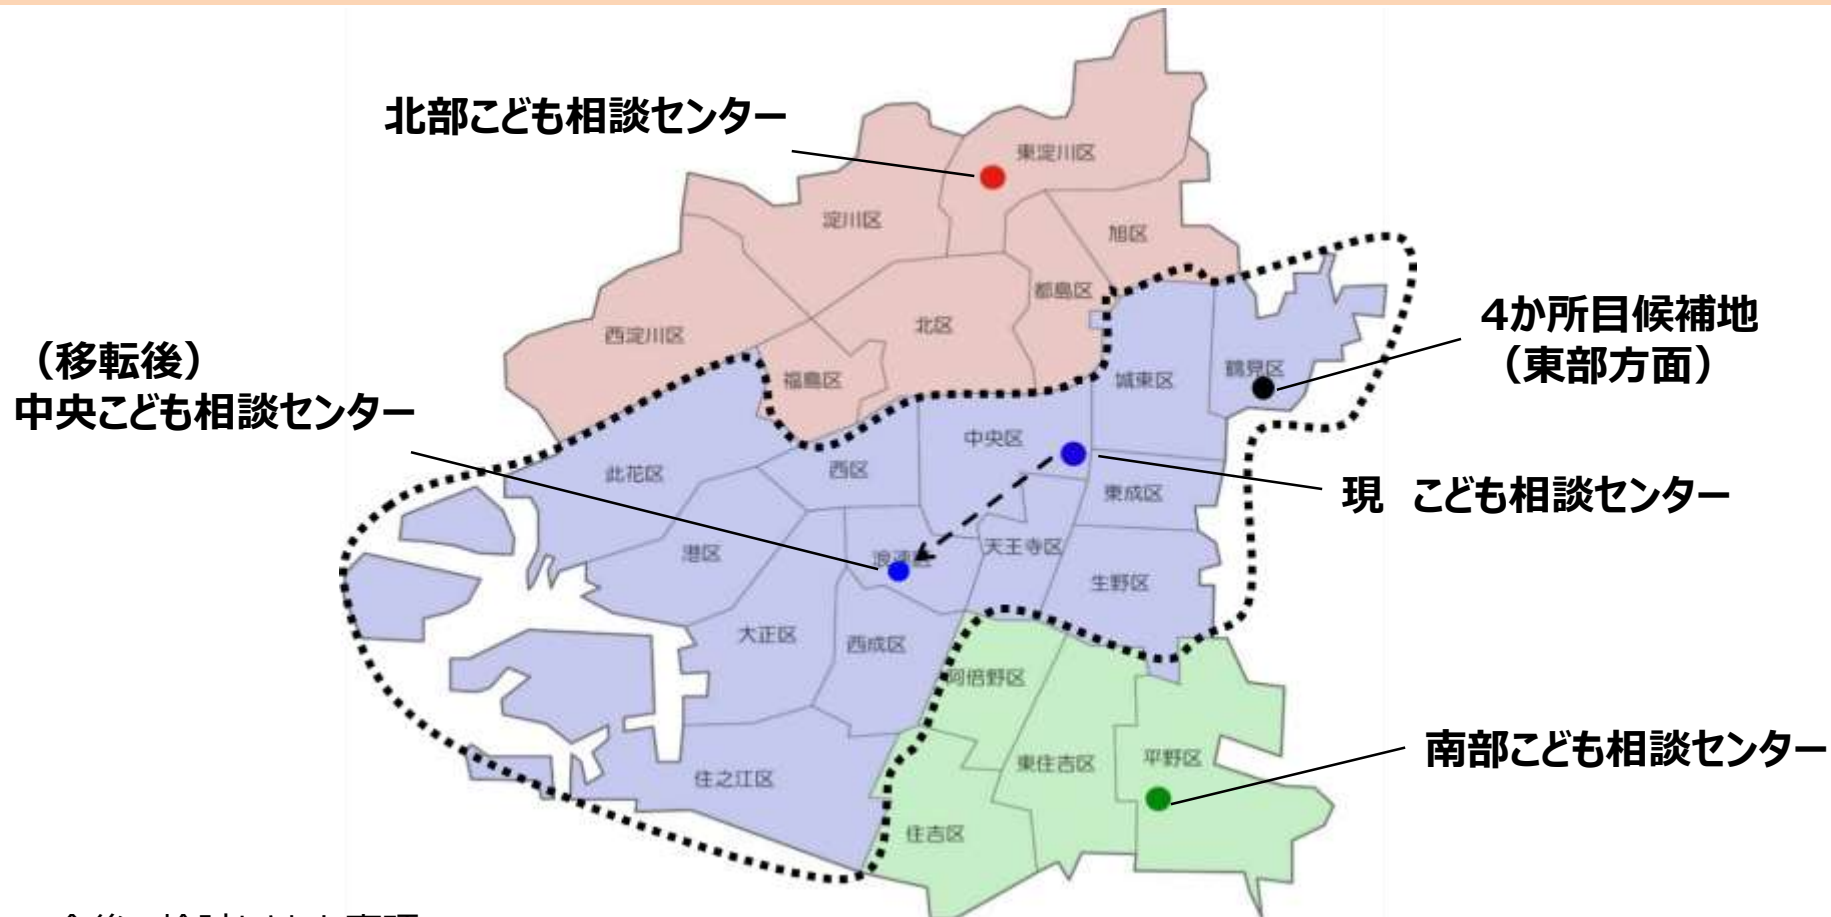 北部こども相談センター
東淀川区
淀川区
旭区
都島区
北区
西淀川区
福島区
4か所目候補地
（東部方面）
（移転後）
中央こども相談センター
城東区
鶴見区
中央区
西区
此花区
東成区
現　こども相談センター
港区
浪速区
天王寺区
生野区
大正区
西成区
阿倍野区
東住吉区
平野区
南部こども相談センター
住之江区
住吉区